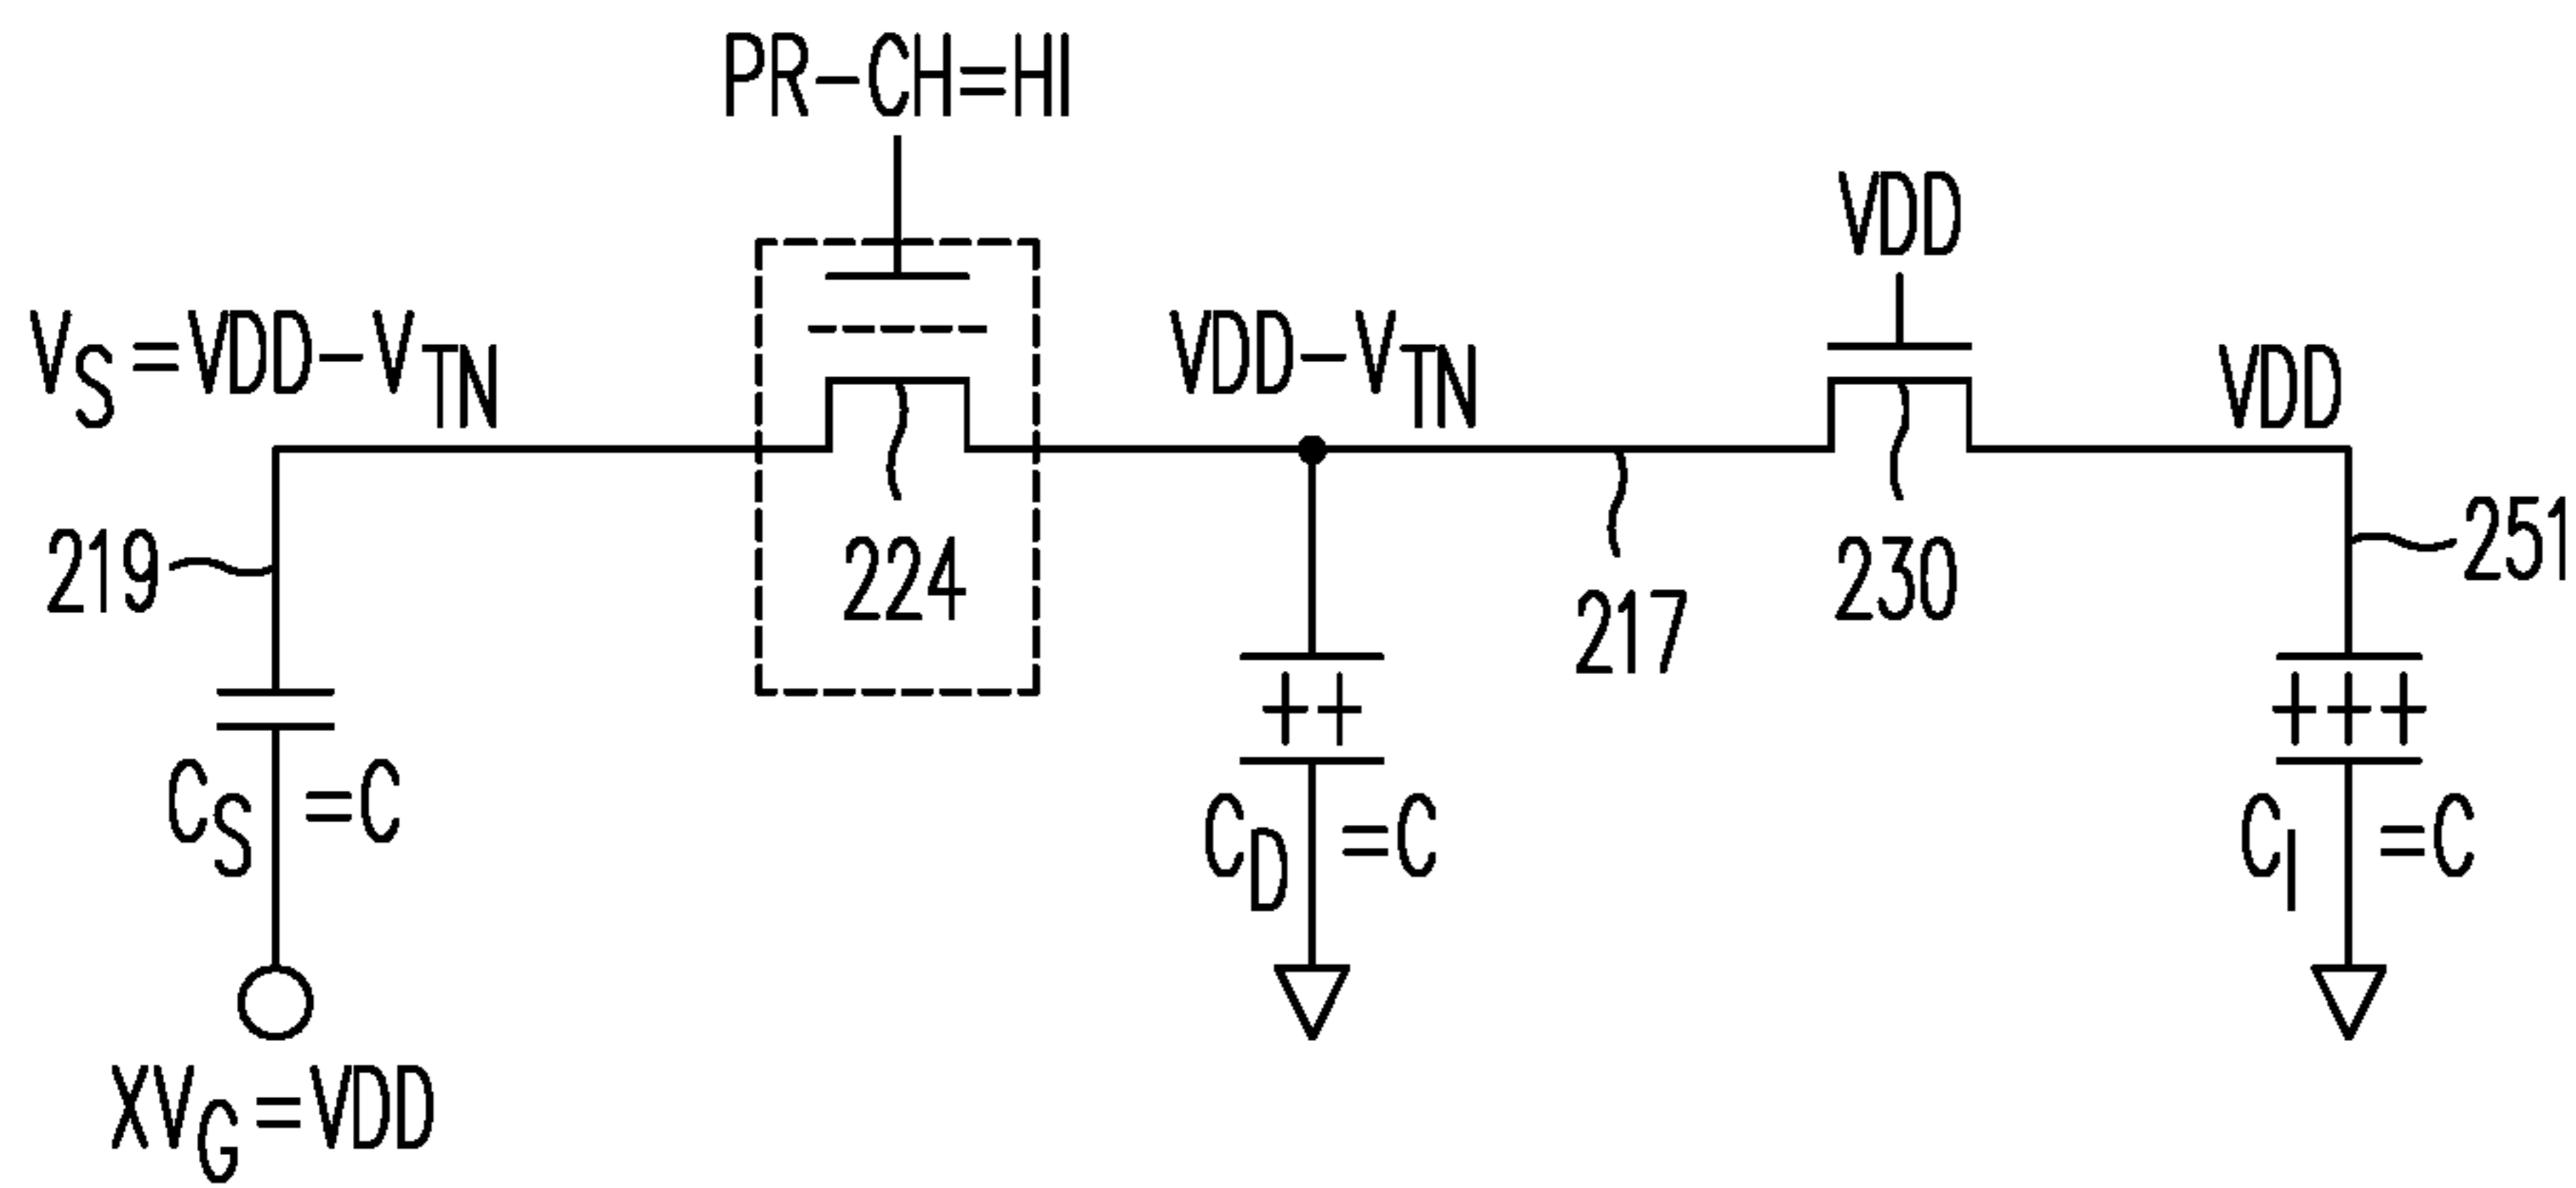 PR-CH=HI
VDD
V_S=VDD-V_TN
VDD-V_TN
VDD
219
224
217
230
251
C_S=C
C_D=C
C_I=C
XV_G=VDD